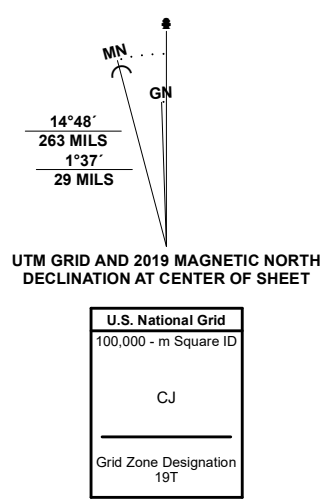 MN
GN
14°48´
263 MILS
1°37´
29 MILS
UTM GRID AND 2019 MAGNETIC NORTH
DECLINATION AT CENTER OF SHEET
U.S. National Grid
100,000 - m Square ID
CJ
Grid Zone Designation
19T